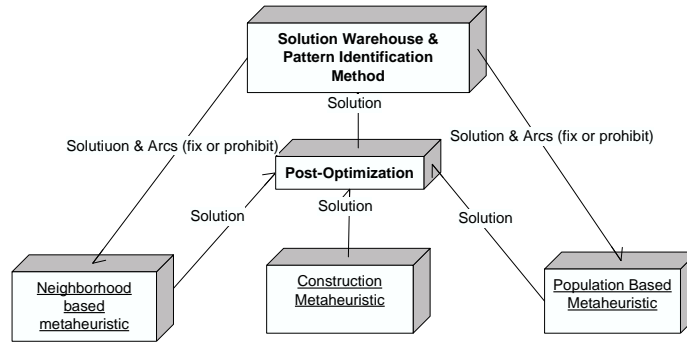 Solution Warehouse &
Pattern Identification
Method
Solution
Solutiuon & Arcs (fix or prohibit)
Solution & Arcs (fix or prohibit)
Post-Optimization
Solution
Solution
Solution
Neighborhood
based
metaheuristic
Construction
Metaheuristic
Population Based
Metaheuristic